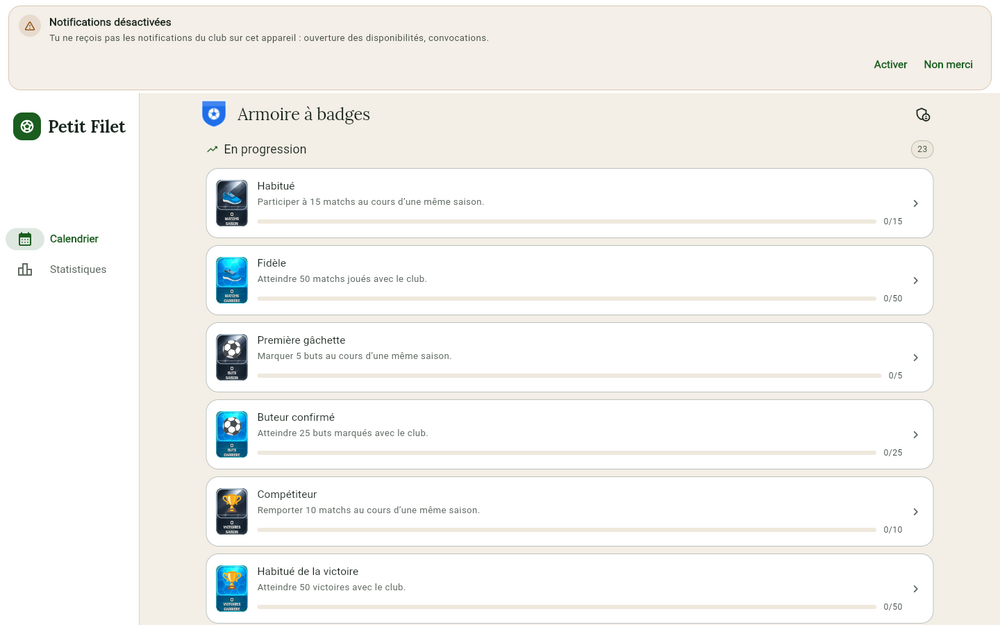 Notifications désactivées
Tu ne reçois pas les notifications du club sur cet appareil : ouverture des disponibilités, convocations.
Activer
Non merci
Petit Filet
Calendrier
Statistiques
Armoire à badges
En progression
23
Habitué
Participer à 15 matchs au cours d'une même saison.
0/15
Fidèle
Atteindre 50 matchs joués avec le club.
0/50
Première gâchette
Marquer 5 buts au cours d'une même saison.
0/5
Buteur confirmé
Atteindre 25 buts marqués avec le club.
0/25
Compétiteur
Remporter 10 matchs au cours d'une même saison.
0/10
Habitué de la victoire
Atteindre 50 victoires avec le club.
0/50